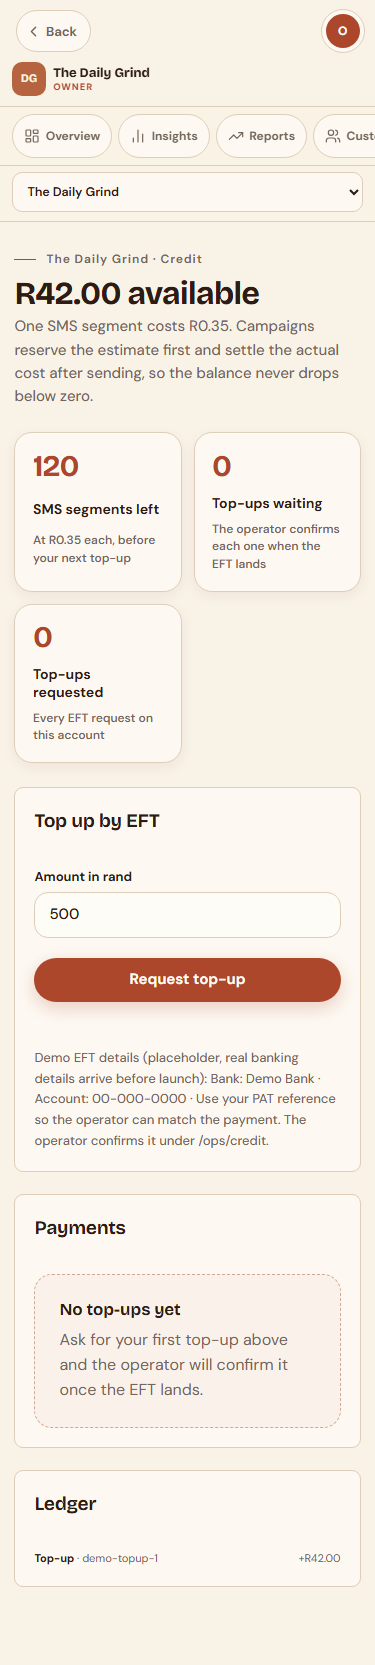 Back
O
DG
The Daily Grind
OWNER
Overview
Insights
Reports
Cust
The Daily Grind
The Daily Grind · Credit
R42.00 available
One SMS segment costs R0.35. Campaigns
reserve the estimate first and settle the actual
cost after sending, so the balance never drops
below zero.
120
SMS segments left
At R0.35 each, before
your next top-up
0
Top-ups waiting
The operator confirms
each one when the
EFT lands
0
Top-ups
requested
Every EFT request on
this account
Top up by EFT
Amount in rand
500
Request top-up
Demo EFT details (placeholder, real banking
details arrive before launch): Bank: Demo Bank ·
Account: 00-000-0000 · Use your PAT reference
so the operator can match the payment. The
operator confirms it under /ops/credit.
Payments
No top-ups yet
Ask for your first top-up above
and the operator will confirm it
once the EFT lands.
Ledger
Top-up · demo-topup-1
+R42.00